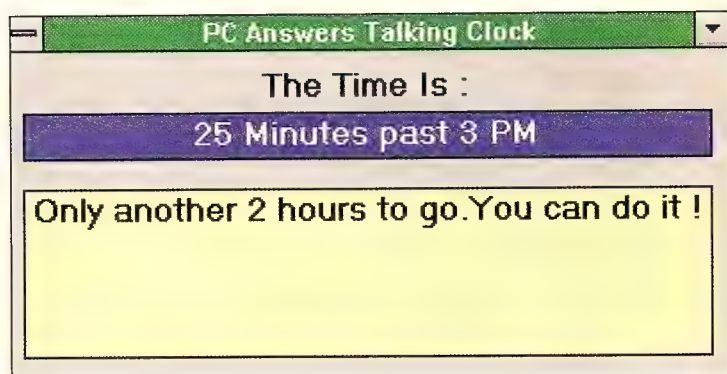 PC Answers Talking Clock
The Time Is :
25 Minutes past 3 PM
Only another 2 hours to go.You can do it !